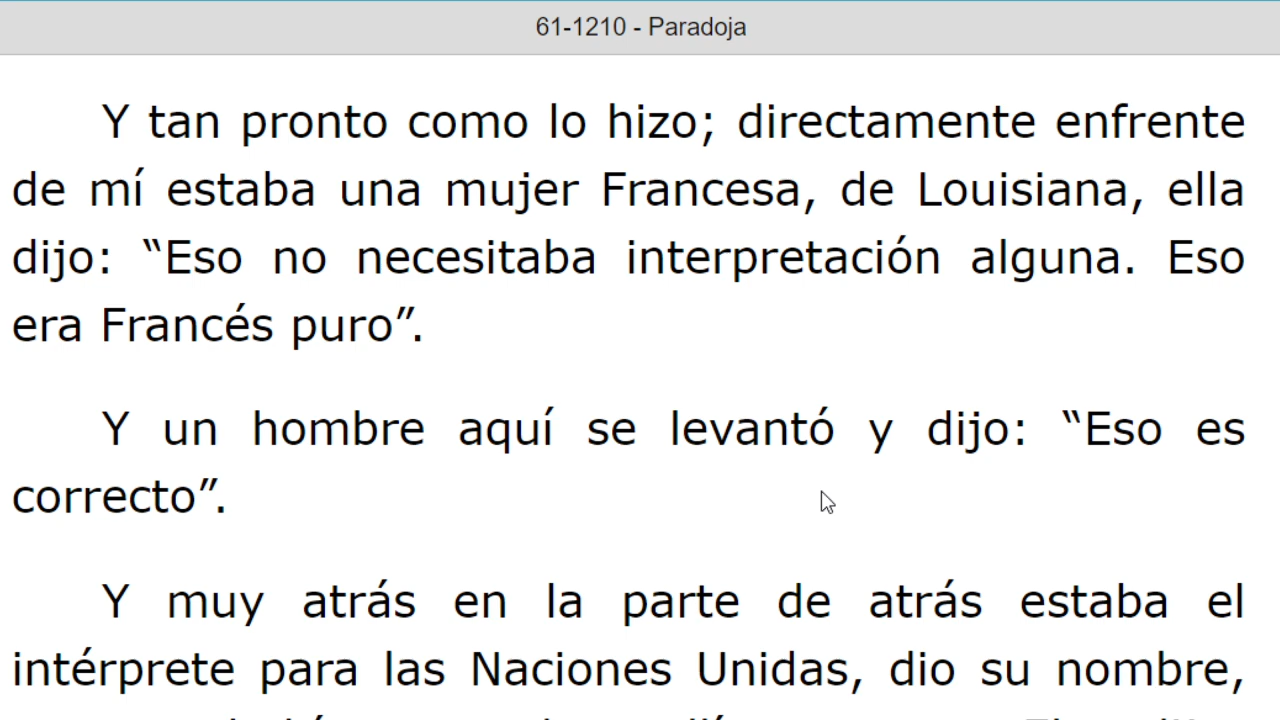 61-1210 - Paradoja
Y tan pronto como lo hizo; directamente enfrente
de mí estaba una mujer Francesa, de Louisiana, ella
dijo: “Eso no necesitaba interpretación alguna. Eso
era Francés puro”.
Y un hombre aquí se levantó y dijo: “Eso es
correcto”.
Y muy atrás en la parte de atrás estaba el
intérprete para las Naciones Unidas, dio su nombre,